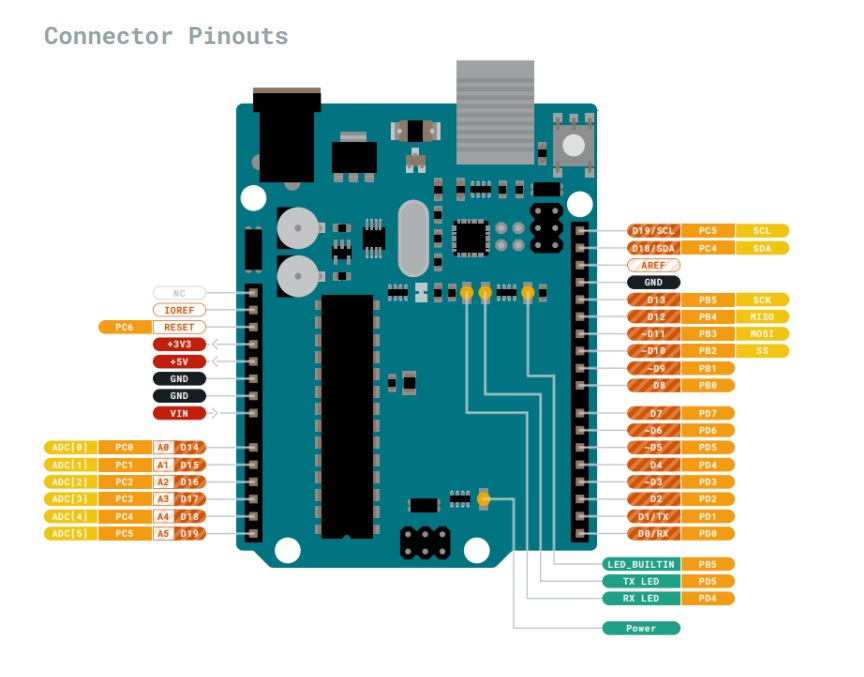 Connector Pinouts
NC
IOREF
PC6 RESET
+3V3
+5V
GND
GND
VIN
ADC[0] PC0 A0 D14
ADC[1] PC1 A1 D15
ADC[2] PC2 A2 D16
ADC[3] PC3 A3 D17
ADC[4] PC4 A4 D18
ADC[5] PC5 A5 D19
D19/SCL PC5 SCL
D18/SDA PC4 SDA
AREF
GND
D13 PB5 SCK
D12 PB4 MISO
~D11 PB3 MOSI
~D10 PB2 SS
~D9 PB1
D8 PB0
D7 PD7
~D6 PD6
~D5 PD5
D4 PD4
~D3 PD3
D2 PD2
D1/TX PD1
D0/RX PD0
LED_BUILTIN PB5
TX LED PD5
RX LED PD4
Power